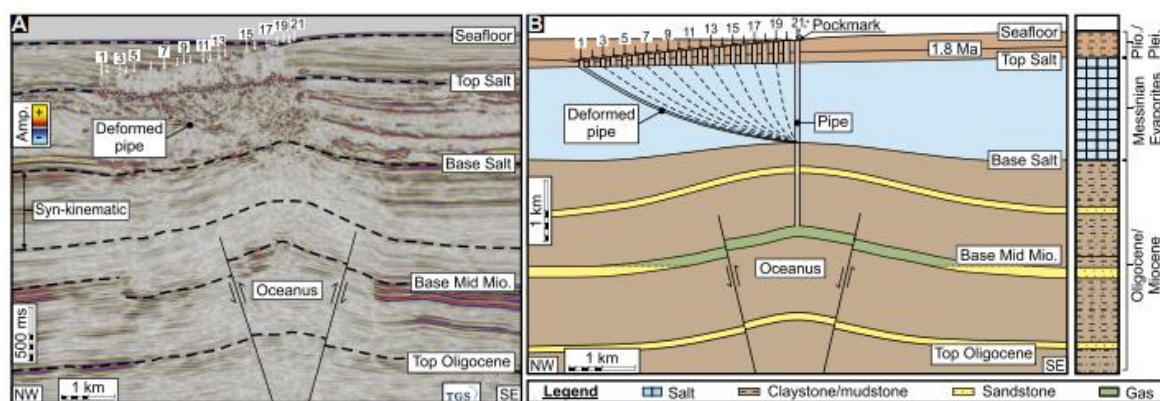 A
1 3 5 7 9 11 13 15 17 19 21
Seafloor
Top Salt
Amp.
+
-
Deformed pipe
Base Salt
Syn-kinematic
Base Mid Mio.
Oceanus
500 ms
Top Oligocene
NW
1 km
TGS
SE
B
1 3 5 7 9 11 13 15 17 19 21
Pockmark
Seafloor
1.8 Ma
Top Salt
Deformed pipe
Pipe
Base Salt
1 km
Base Mid Mio.
Oceanus
Top Oligocene
NW
1 km
SE
Plio./ Plei.
Messinian Evaporites
Oligocene/ Miocene
Legend
Salt
Claystone/mudstone
Sandstone
Gas